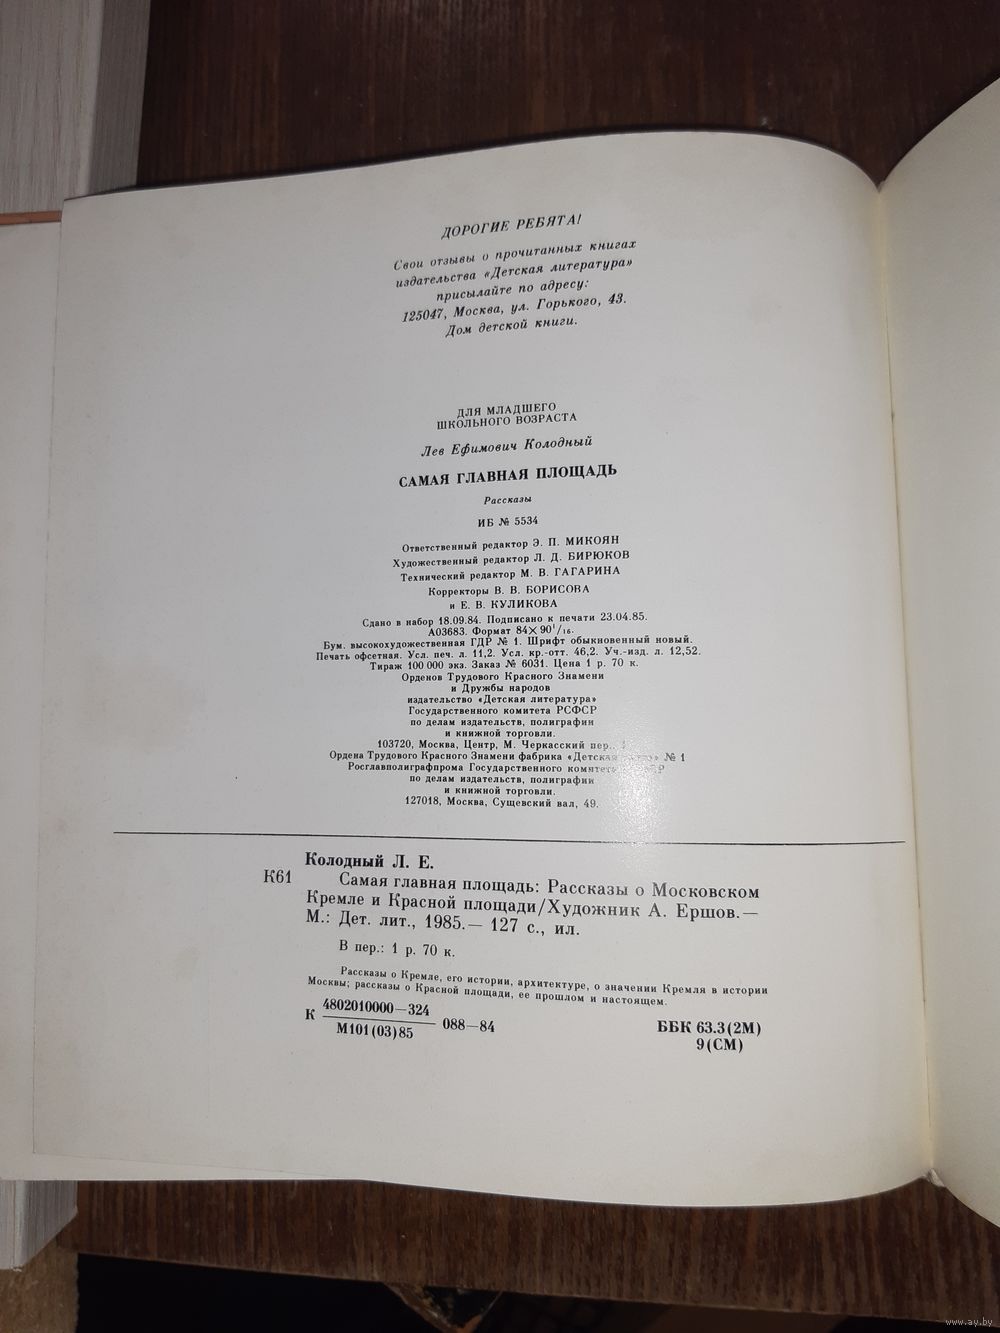 ДОРОГИЕ РЕБЯТА!
Свои отзывы о прочитанных книгах
издательства «Детская литература»
присылайте по адресу:
125047, Москва, ул. Горького, 43.
Дом детской книги.
ДЛЯ МЛАДШЕГО
ШКОЛЬНОГО ВОЗРАСТА
Лев Ефимович Колодный
САМАЯ ГЛАВНАЯ ПЛОЩАДЬ
Рассказы
ИБ № 5534
Ответственный редактор Э. П. МИКОЯН
Художественный редактор Л. Д. БИРЮКОВ
Технический редактор М. В. ГАГАРИНА
Корректоры В. В. БОРИСОВА
и Е. В. КУЛИКОВА
Сдано в набор 18.09.84. Подписано к печати 23.04.85.
А03683. Формат 84×90¹/₁₆.
Бум. высокохудожественная ГДР № 1. Шрифт обыкновенный новый.
Печать офсетная. Усл. печ. л. 11,2. Усл. кр.-отт. 46,2. Уч.-изд. л. 12,52.
Тираж 100 000 экз. Заказ № 6031. Цена 1 р. 70 к.
Орденов Трудового Красного Знамени
и Дружбы народов
издательство «Детская литература»
Государственного комитета РСФСР
по делам издательств, полиграфии
и книжной торговли.
103720, Москва, Центр, М. Черкасский пер.,
Ордена Трудового Красного Знамени фабрика «Детская № 1
Росглавполиграфпрома Государственного
по делам издательств, полиграфии
и книжной торговли.
127018, Москва, Сущевский вал, 49.
Колодный Л. Е.
К61 Самая главная площадь: Рассказы о Московском
Кремле и Красной площади/Художник А. Ершов.—
М.: Дет. лит., 1985.— 127 с., ил.
В пер.: 1 р. 70 к.
Рассказы о Кремле, его истории, архитектуре, о значении Кремля в истории
Москвы; рассказы о Красной площади, ее прошлом и настоящем.
К 4802010000—324
М101(03)85 088—84
ББК 63.3(2М)
9(СМ)
www.ay.by